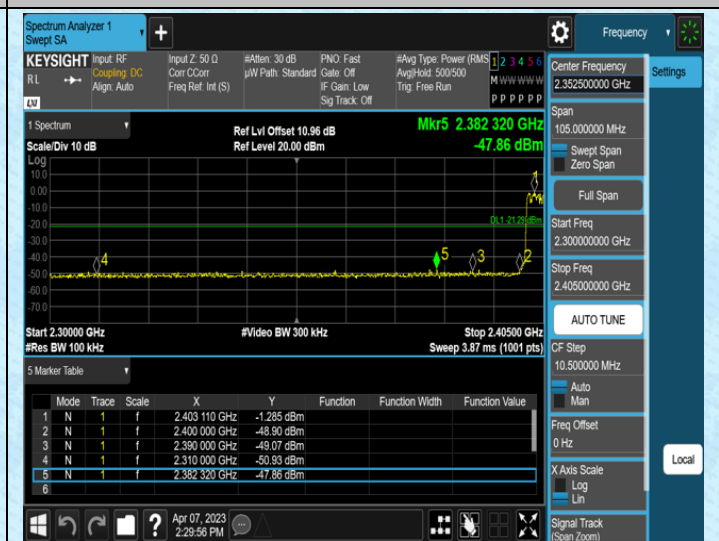 Spectrum Analyzer 1
Swept SA
Frequency
KEYSIGHT Input: RF Input Z: 50 Ω #Atten: 30 dB PNO: Fast #Avg Type: Power (RMS 1 2 3 4 5 6
RL Coupling: DC Corr CCorr µW Path: Standard Gate: Off Avg|Hold: 500/500 M W W W W W
Align: Auto Freq Ref: Int (S) IF Gain: Low Trig: Free Run
LXI Sig Track: Off P P P P P P
1 Spectrum
Ref Lvl Offset 10.96 dB Mkr5 2.382 320 GHz
Scale/Div 10 dB Ref Level 20.00 dBm -47.86 dBm
Log
10.0
0.00
-10.0
-20.0
DL1 -21.29 dBm
-30.0
-40.0
-50.0
-60.0
-70.0
1
4 5 3 2
Start 2.30000 GHz #Video BW 300 kHz Stop 2.40500 GHz
#Res BW 100 kHz Sweep 3.87 ms (1001 pts)
5 Marker Table
Mode Trace Scale X Y Function Function Width Function Value
1 N 1 f 2.403 110 GHz -1.285 dBm
2 N 1 f 2.400 000 GHz -48.90 dBm
3 N 1 f 2.390 000 GHz -49.07 dBm
4 N 1 f 2.310 000 GHz -50.93 dBm
5 N 1 f 2.382 320 GHz -47.86 dBm
6
?
Apr 07, 2023
2:29:56 PM
Center Frequency
2.352500000 GHz
Settings
Span
105.000000 MHz
Swept Span
Zero Span
Full Span
Start Freq
2.300000000 GHz
Stop Freq
2.405000000 GHz
AUTO TUNE
CF Step
10.500000 MHz
Auto
Man
Freq Offset
0 Hz
Local
X Axis Scale
Log
Lin
Signal Track
(Span Zoom)